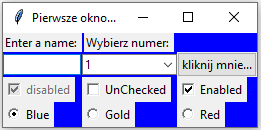 Pierwsze okno...
Enter a name: Wybierz numer:
1 kliknij mnie...
disabled UnChecked Enabled
Blue Gold Red